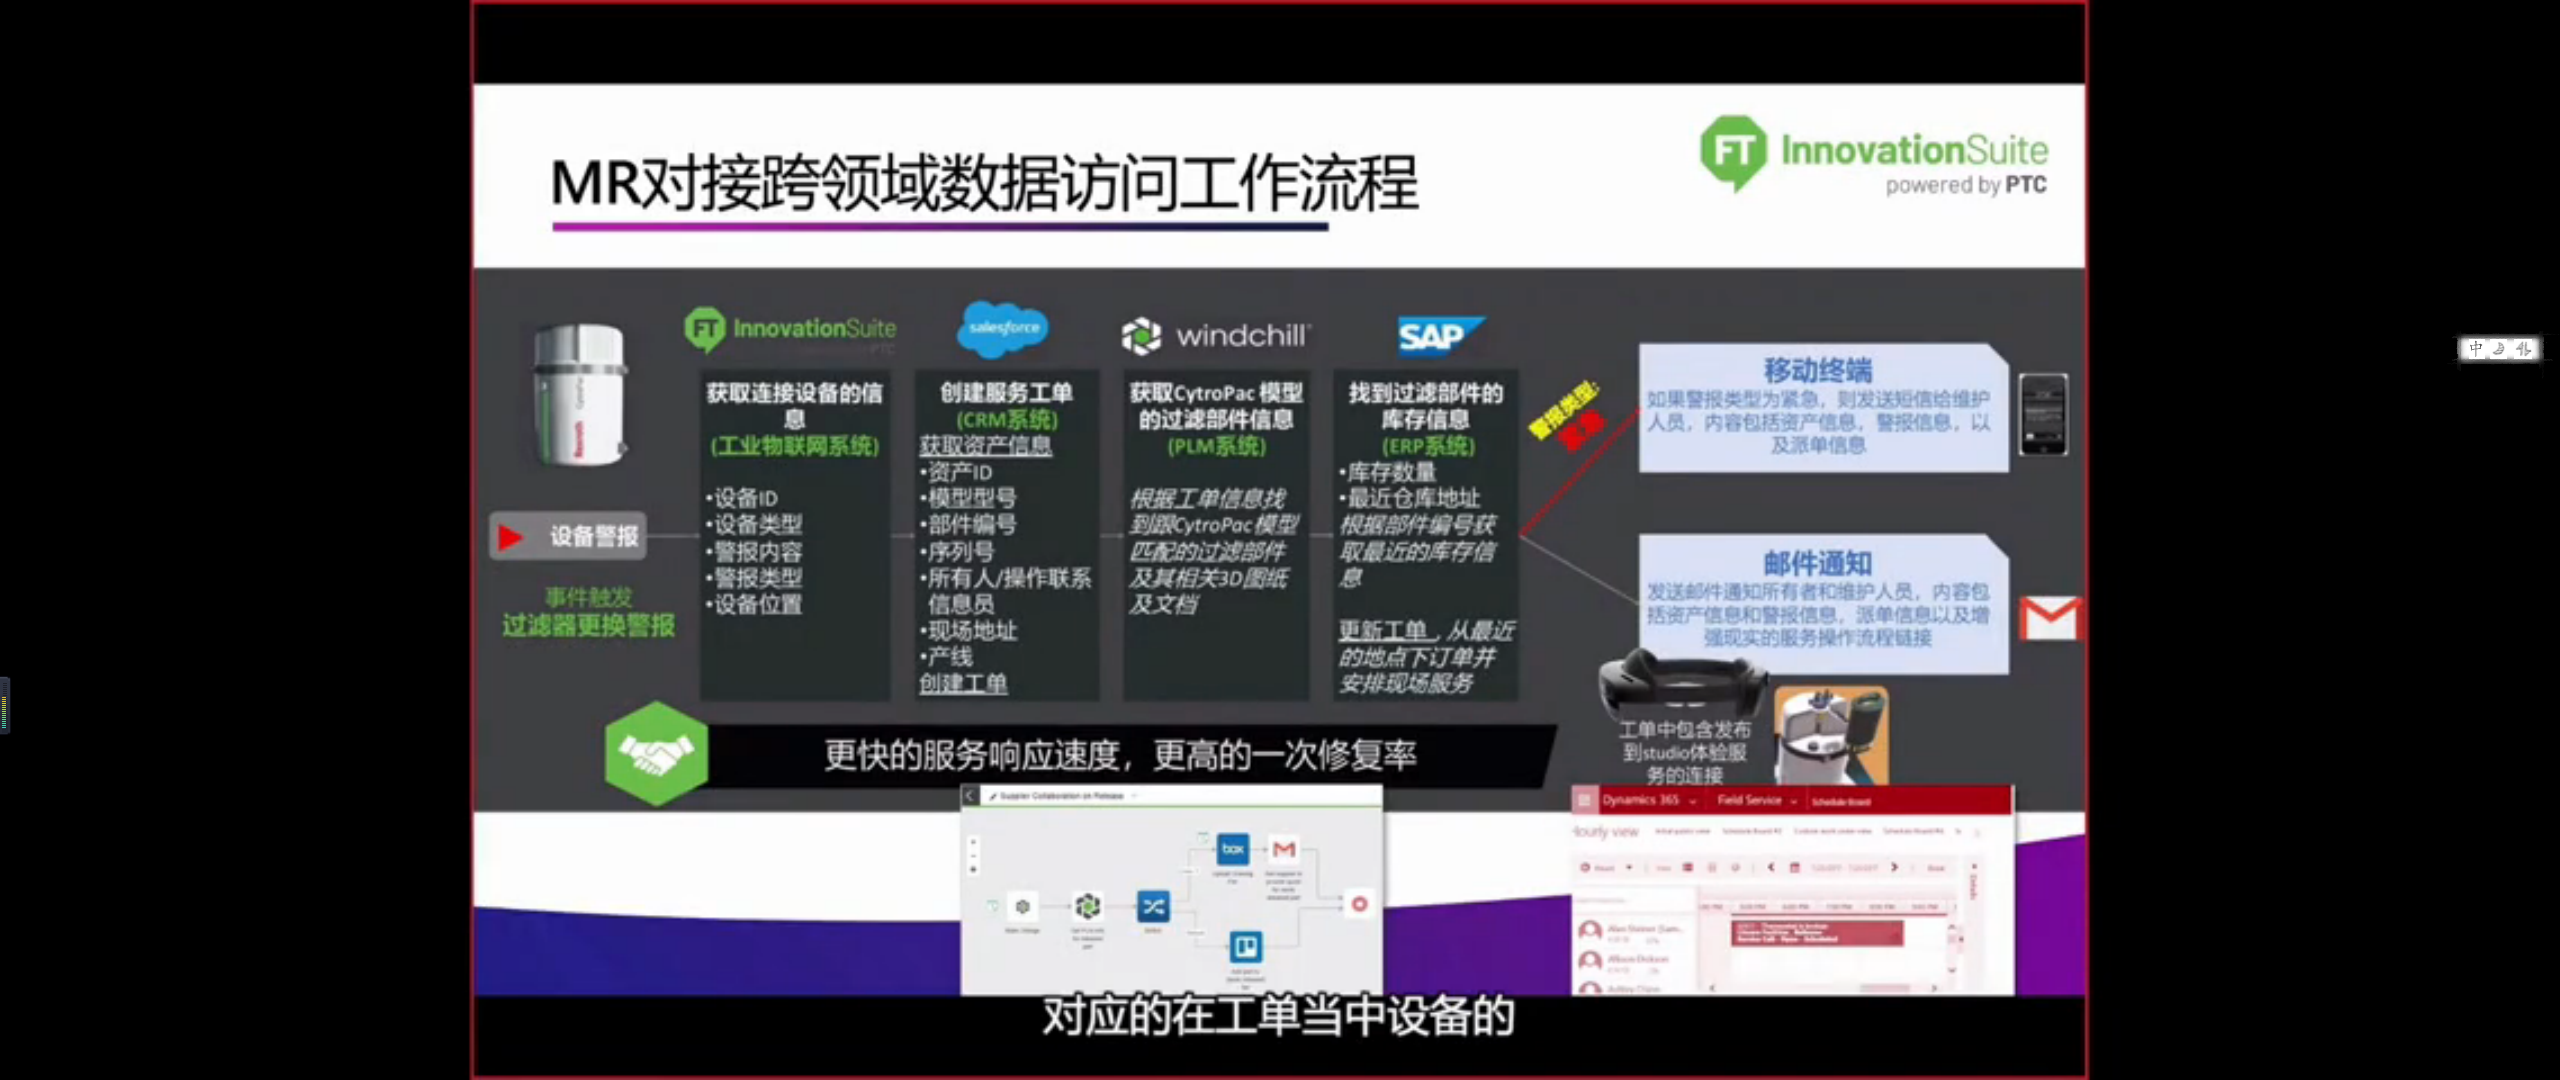 MR对接跨领域数据访问工作流程
FT InnovationSuite
powered by PTC
FT InnovationSuite
PTC
salesforce
windchill
SAP
Rexroth
CytroPac
设备警报
事件触发
过滤器更换警报
获取连接设备的信
息
(工业物联网系统)
•设备ID
•设备类型
•警报内容
•警报类型
•设备位置
创建服务工单
(CRM系统)
获取资产信息
•资产ID
•模型型号
•部件编号
•序列号
•所有人/操作联系
信息员
•现场地址
•产线
创建工单
获取CytroPac 模型
的过滤部件信息
(PLM系统)
根据工单信息找
到跟CytroPac模型
匹配的过滤部件
及其相关3D图纸
及文档
找到过滤部件的
库存信息
(ERP系统)
•库存数量
•最近仓库地址
根据部件编号获
取最近的库存信
息
更新工单，从最近
的地点下订单并
安排现场服务
警报类型:
移动终端
如果警报类型为紧急，则发送短信给维护
人员，内容包括资产信息，警报信息，以
及派单信息
邮件通知
发送邮件通知所有者和维护人员，内容包
括资产信息和警报信息，派单信息以及增
强现实的服务操作流程链接
工单中包含发布
到studio体验服
务的连接
更快的服务响应速度，更高的一次修复率
Supplier Collaboration on Release
box
Dynamics 365
Field Service
Schedule Board
Hourly view
Allison Dickson
对应的在工单当中设备的
中